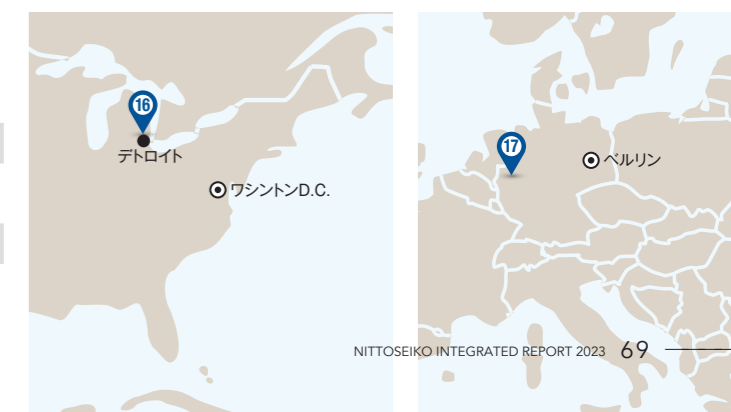 16
デトロイト
ワシントンD.C.
17
ベルリン
NITTOSEIKO INTEGRATED REPORT 2023 69